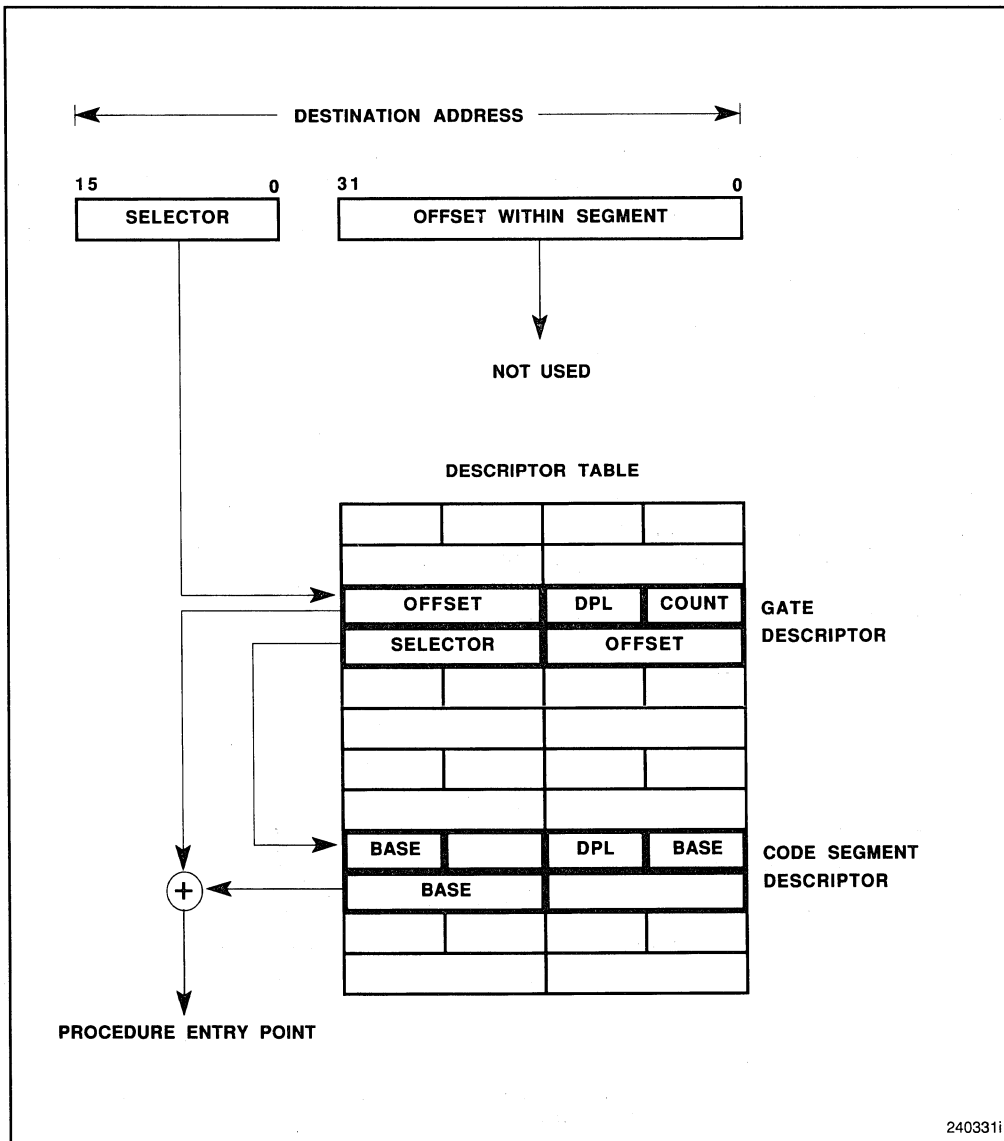 DESTINATION ADDRESS
15 0 31 0
SELECTOR OFFSET WITHIN SEGMENT
NOT USED
DESCRIPTOR TABLE
OFFSET DPL COUNT
GATE
DESCRIPTOR
SELECTOR OFFSET
BASE DPL BASE
CODE SEGMENT
DESCRIPTOR
BASE
+
PROCEDURE ENTRY POINT
240331i